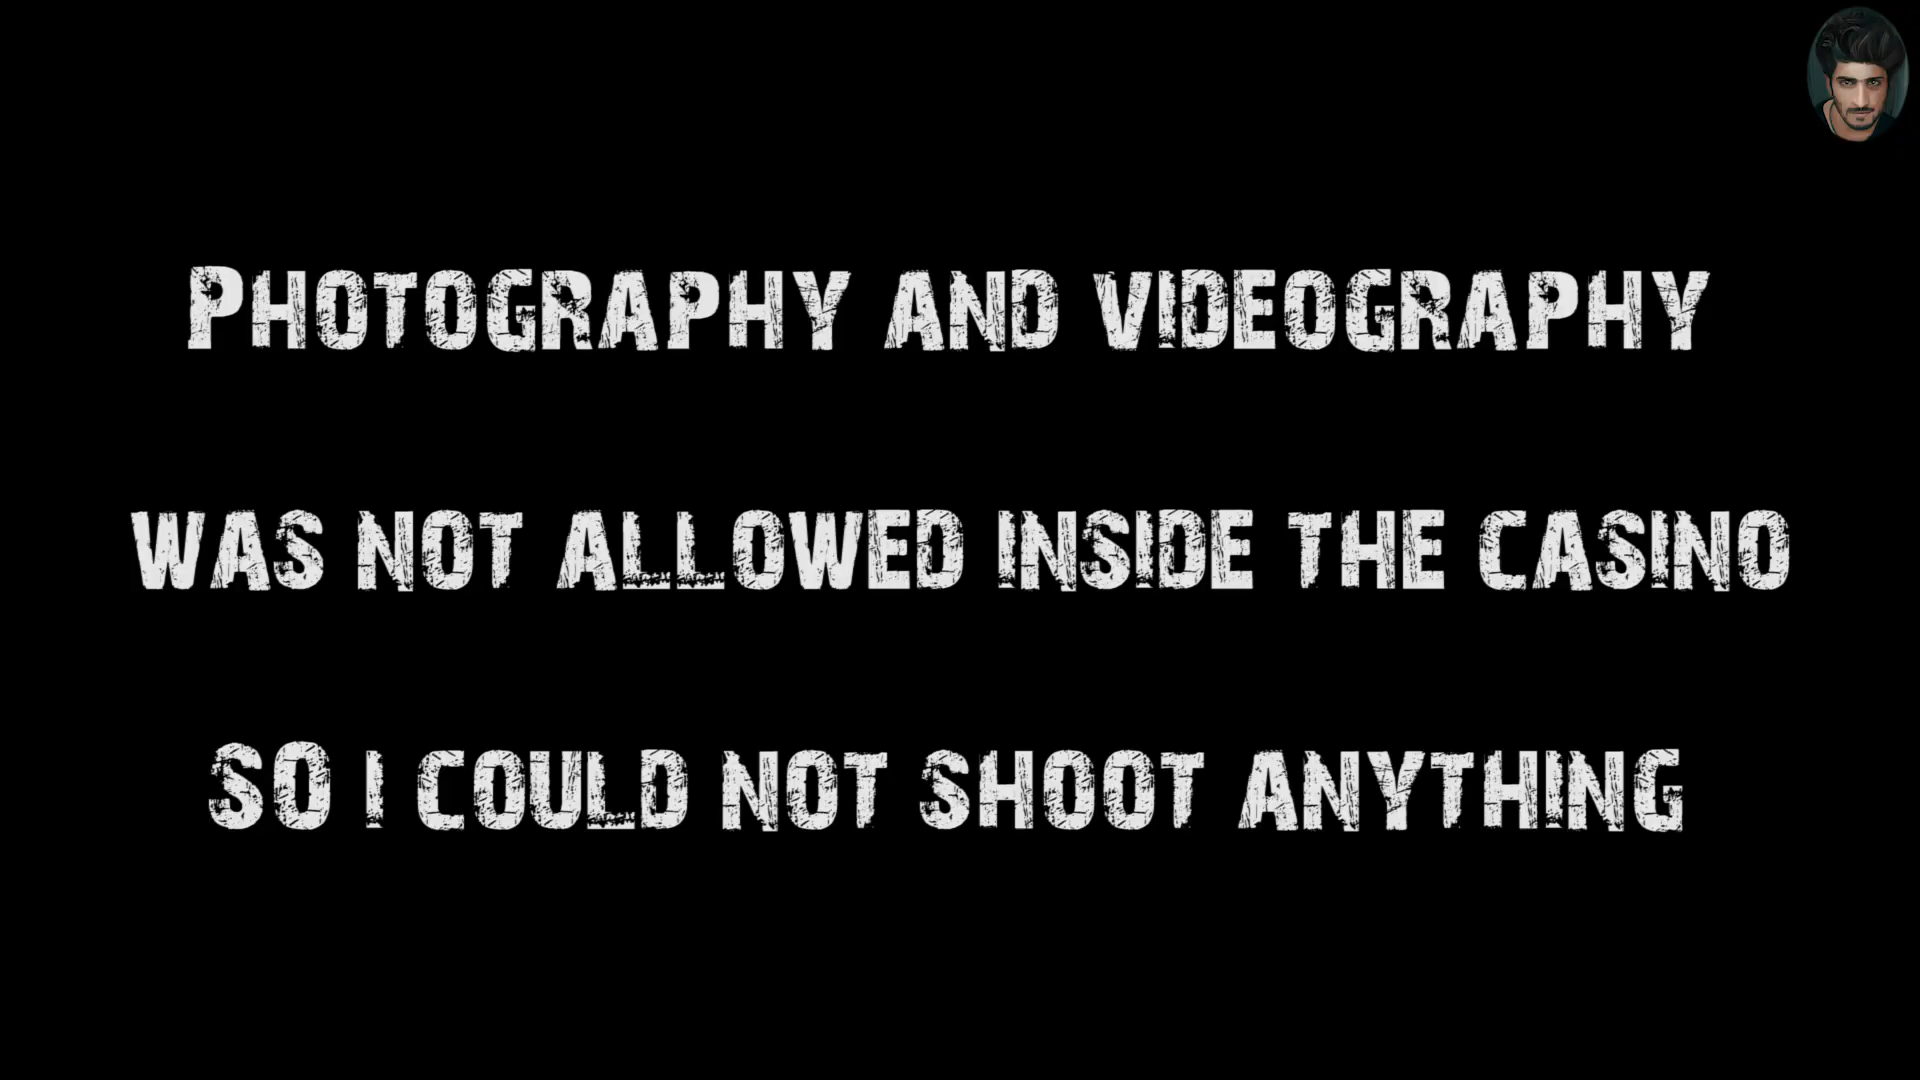 Photography and videography
was not allowed inside the casino
SO i could not shoot anything